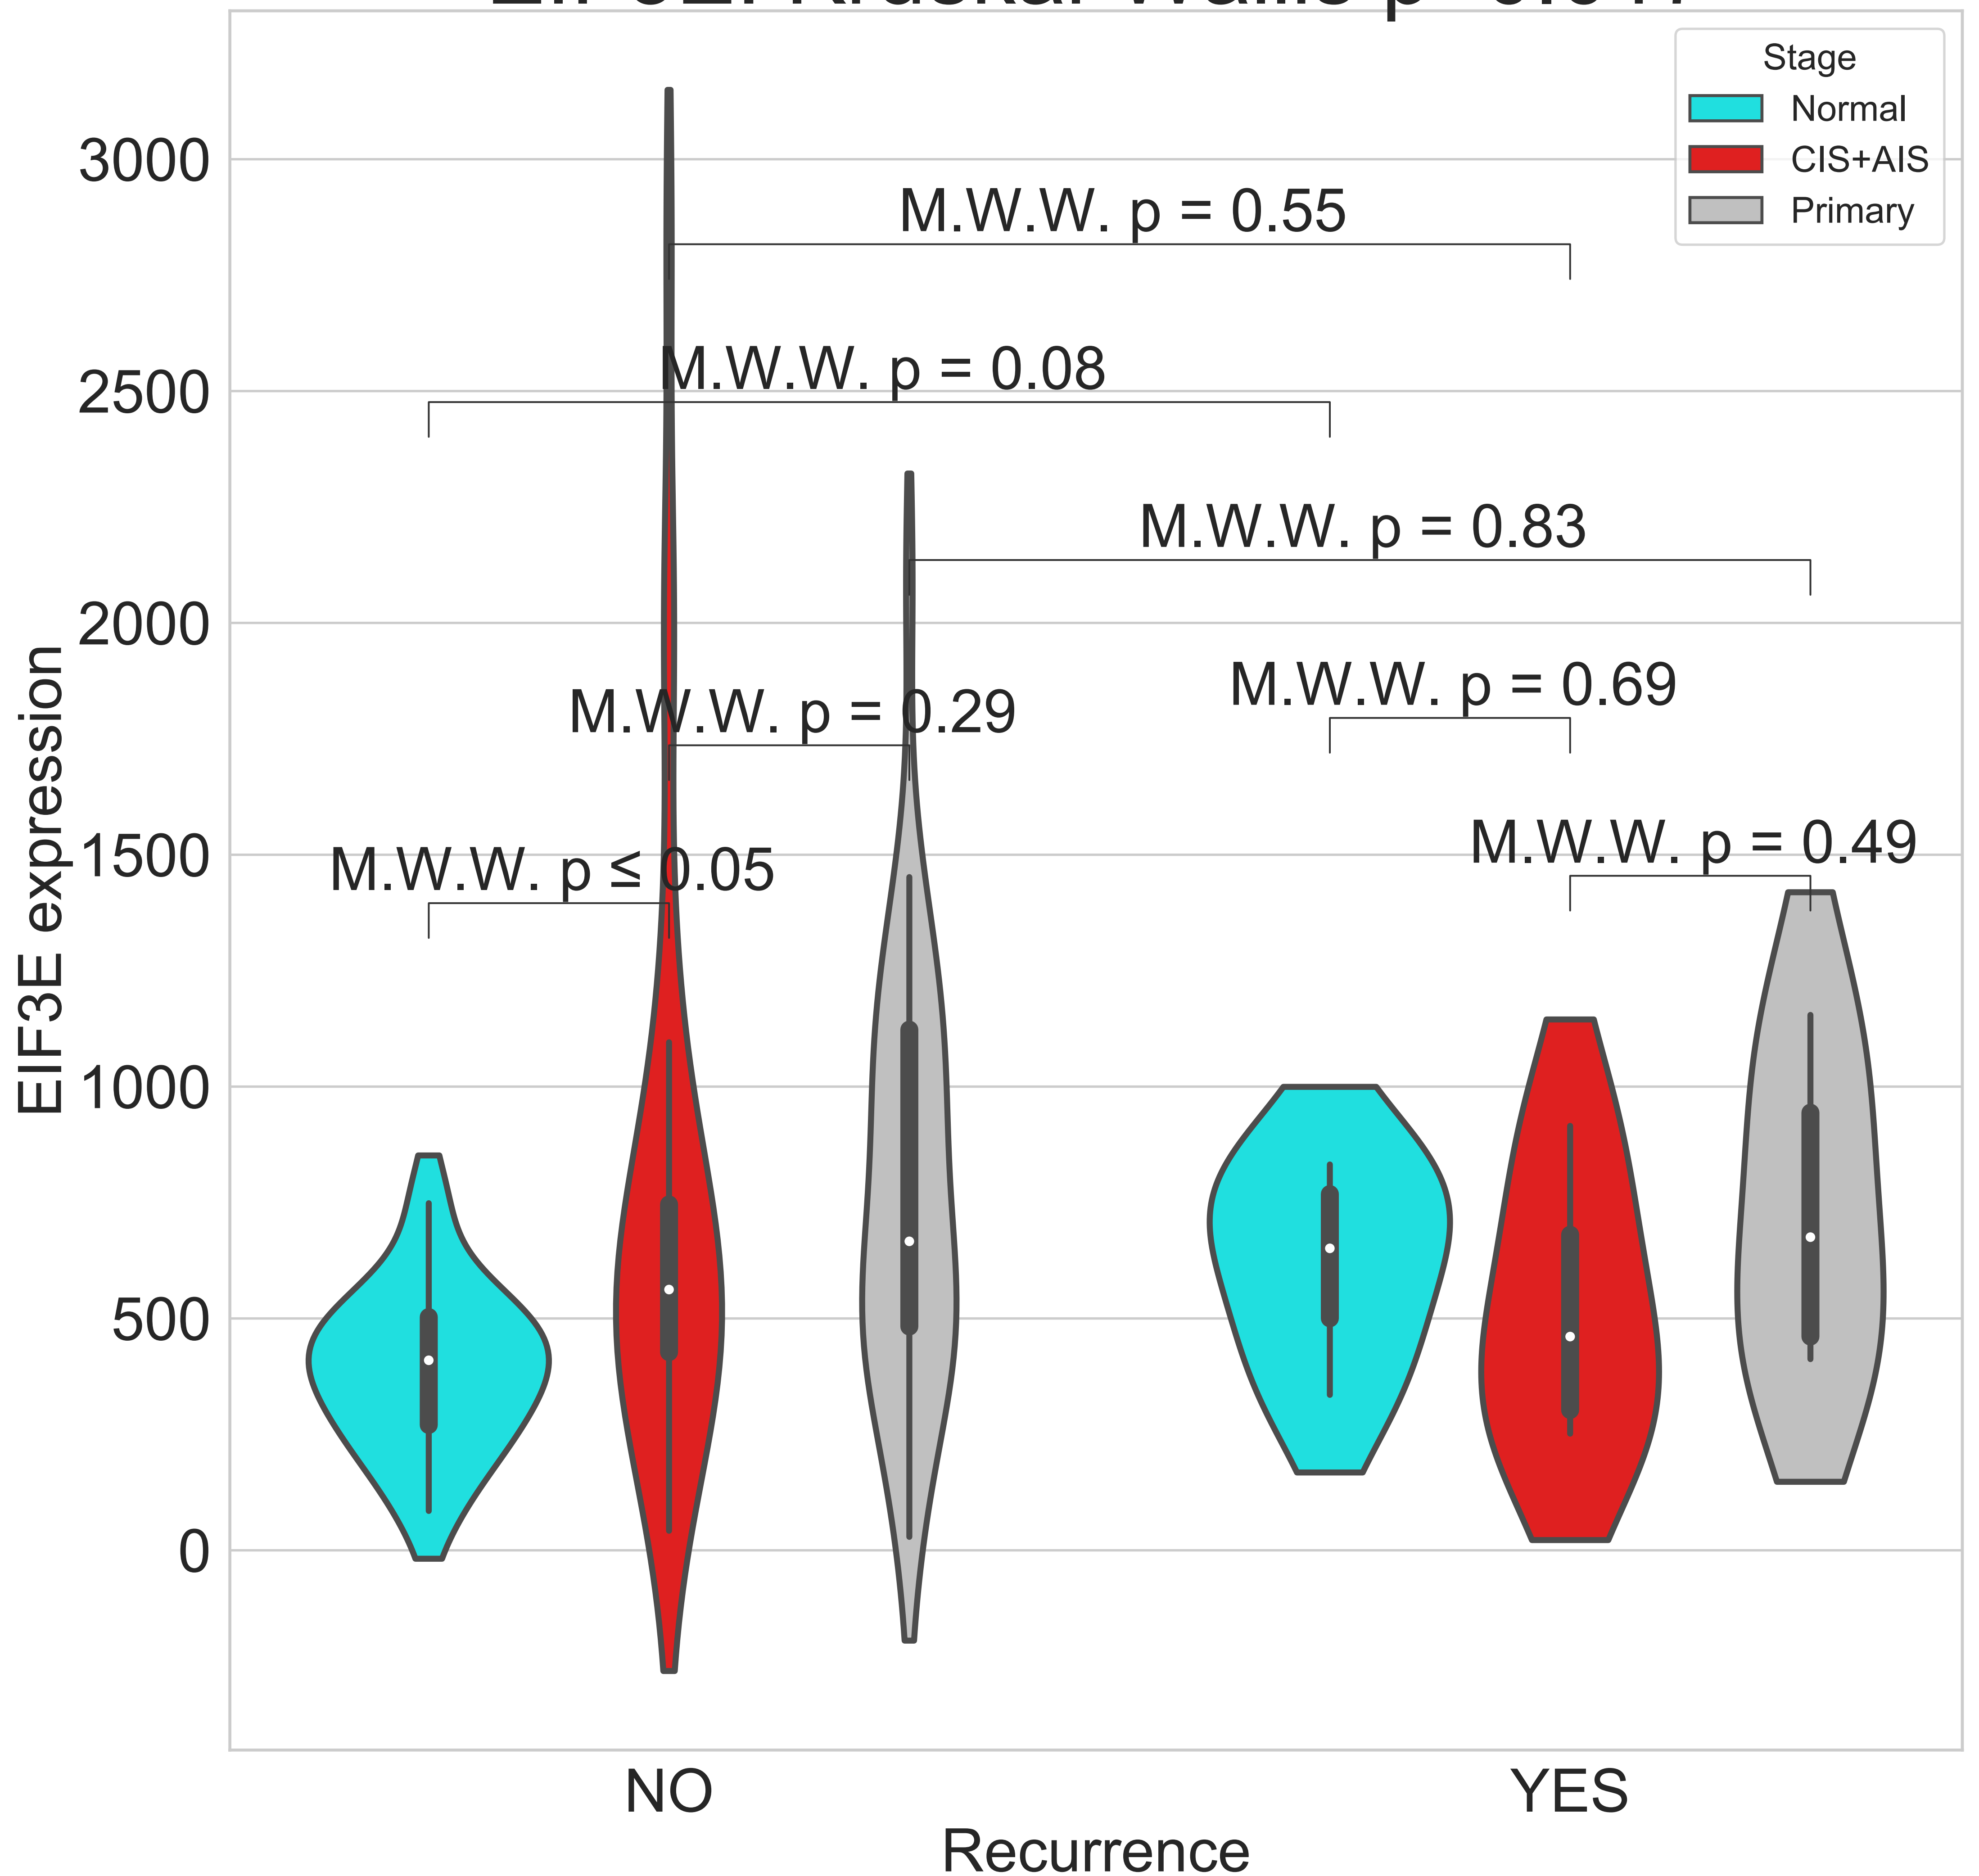 Stage
Normal
CIS+AIS
Primary
3000
2500
2000
1500
1000
500
0
EIF3E expression
M.W.W. p = 0.55
M.W.W. p = 0.08
M.W.W. p = 0.83
M.W.W. p = 0.69
M.W.W. p = 0.29
M.W.W. p = 0.49
M.W.W. p ≤ 0.05
NO
YES
Recurrence